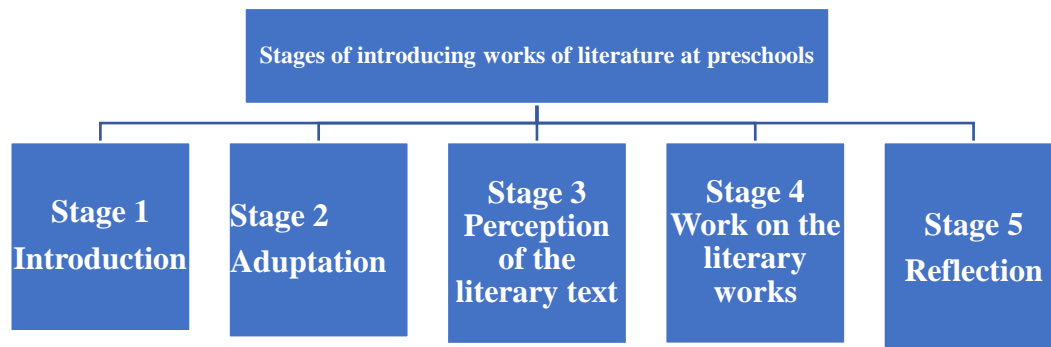 Stages of introducing works of literature at preschools
Stage 1
Introduction
Stage 2
Aduptation
Stage 3
Perception
of the
literary text
Stage 4
Work on the
literary
works
Stage 5
Reflection